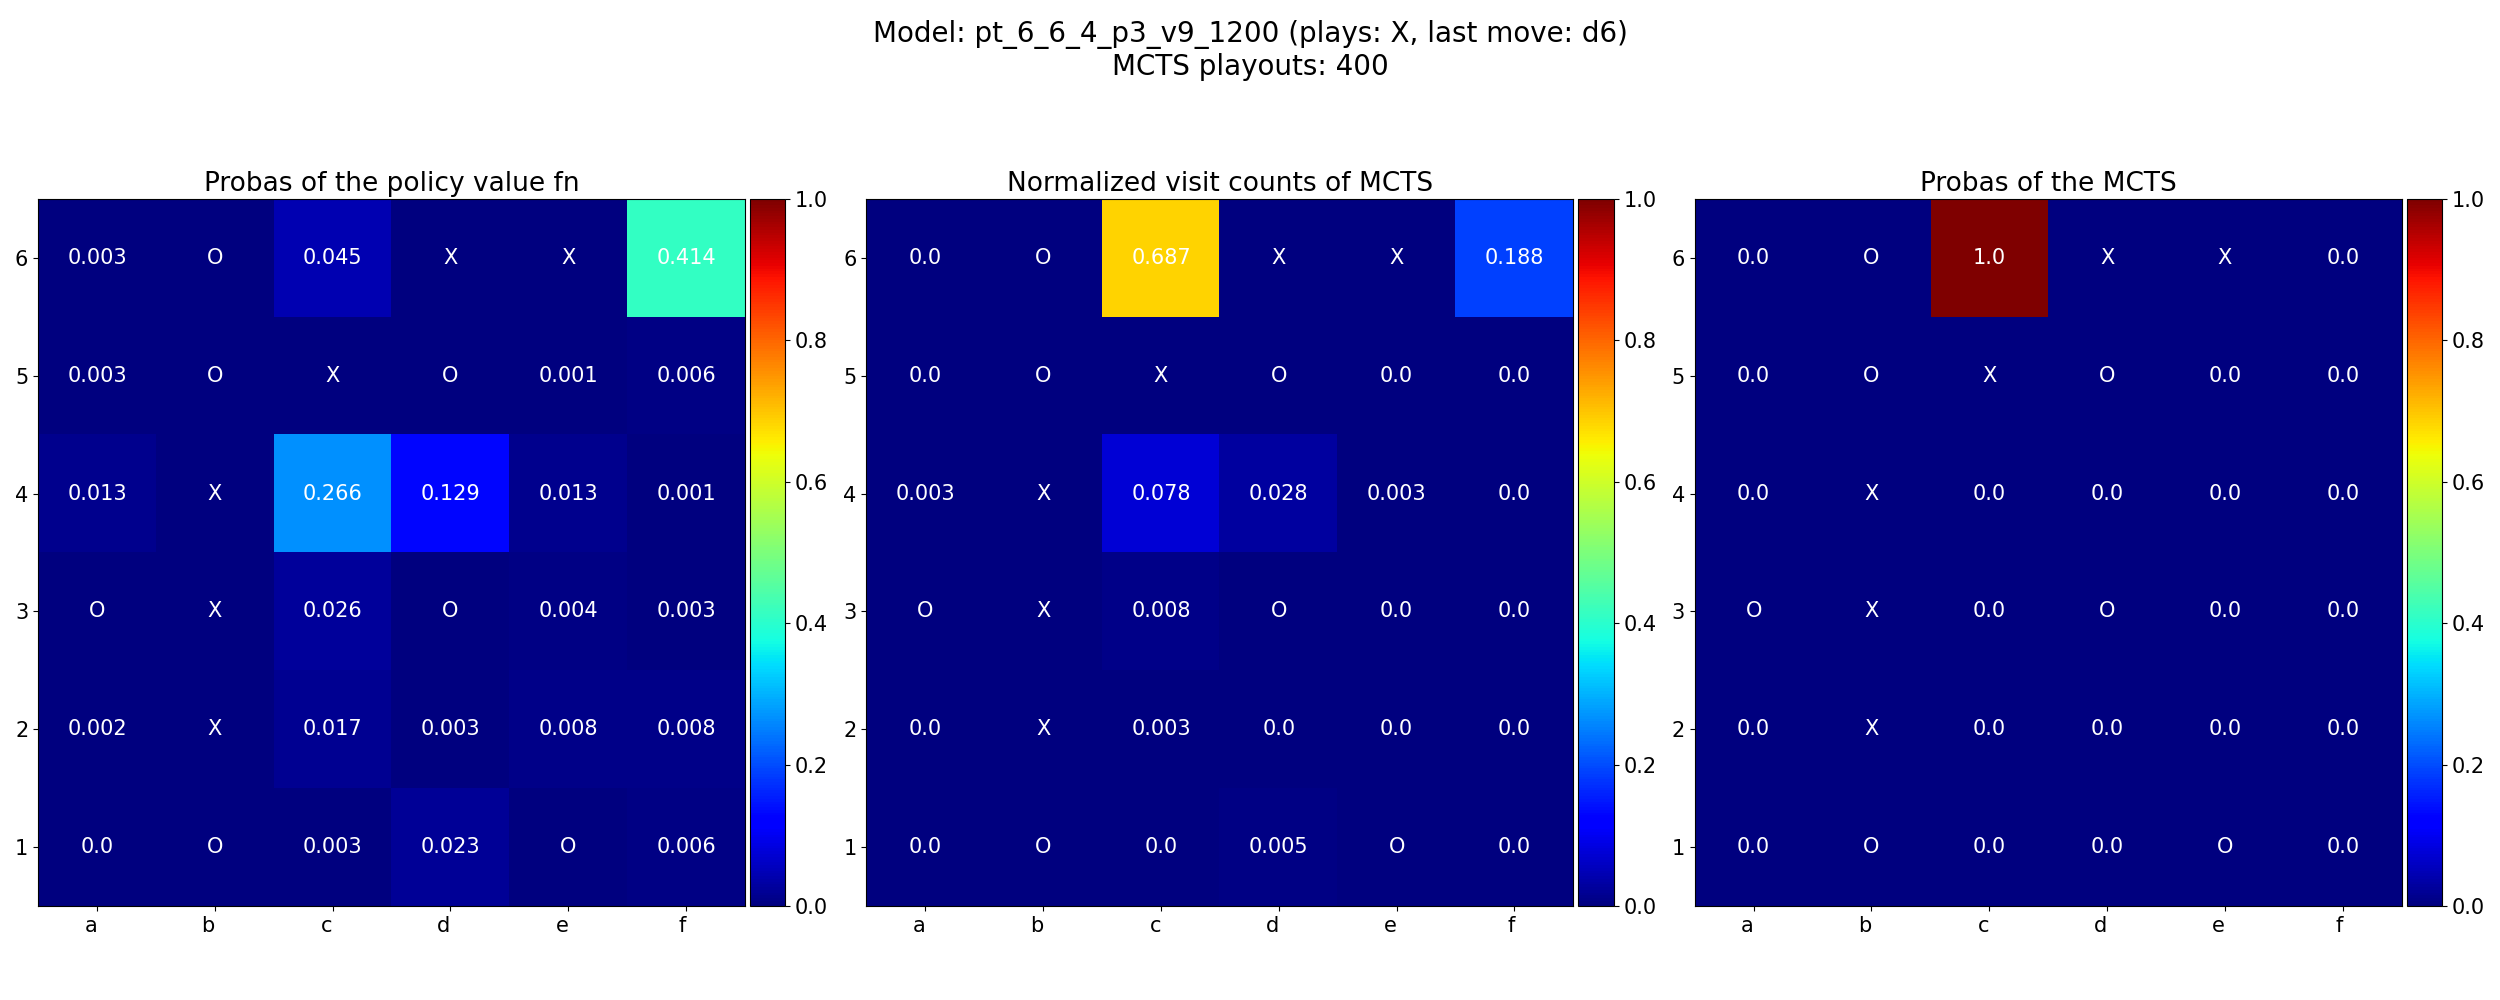 Model: pt_6_6_4_p3_v9_1200 (plays: X, last move: d6)
MCTS playouts: 400
Probas of the policy value fn
6 0.003 O 0.045 X X 0.414
5 0.003 O X O 0.001 0.006
4 0.013 X 0.266 0.129 0.013 0.001
3 O X 0.026 O 0.004 0.003
2 0.002 X 0.017 0.003 0.008 0.008
1 0.0 O 0.003 0.023 O 0.006
a b c d e f
1.0
0.8
0.6
0.4
0.2
0.0
Normalized visit counts of MCTS
6 0.0 O 0.687 X X 0.188
5 0.0 O X O 0.0 0.0
4 0.003 X 0.078 0.028 0.003 0.0
3 O X 0.008 O 0.0 0.0
2 0.0 X 0.003 0.0 0.0 0.0
1 0.0 O 0.0 0.005 O 0.0
a b c d e f
1.0
0.8
0.6
0.4
0.2
0.0
Probas of the MCTS
6 0.0 O 1.0 X X 0.0
5 0.0 O X O 0.0 0.0
4 0.0 X 0.0 0.0 0.0 0.0
3 O X 0.0 O 0.0 0.0
2 0.0 X 0.0 0.0 0.0 0.0
1 0.0 O 0.0 0.0 O 0.0
a b c d e f
1.0
0.8
0.6
0.4
0.2
0.0